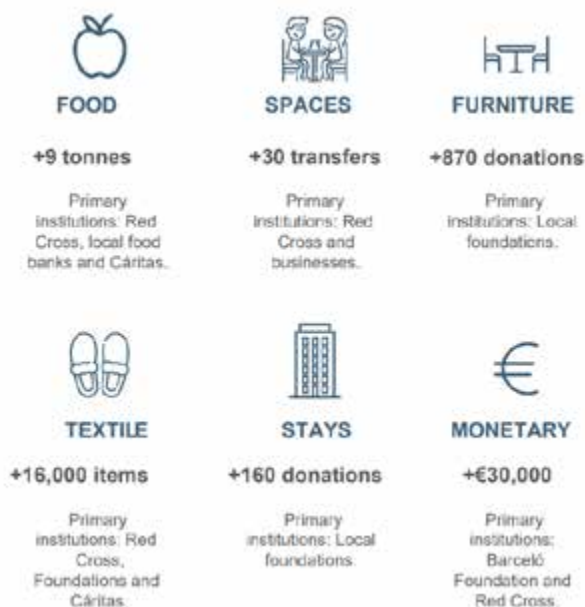 FOOD
+9 tonnes
Primary
institutions: Red
Cross, local food
banks and Cáritas.
SPACES
+30 transfers
Primary
institutions: Red
Cross and
businesses.
FURNITURE
+870 donations
Primary
institutions: Local
foundations.
TEXTILE
+16,000 items
Primary
institutions: Red
Cross,
Foundations and
Cáritas
STAYS
+160 donations
Primary
institutions: Local
foundations
MONETARY
+€30,000
Primary
institutions:
Barceló
Foundation and
Red Cross